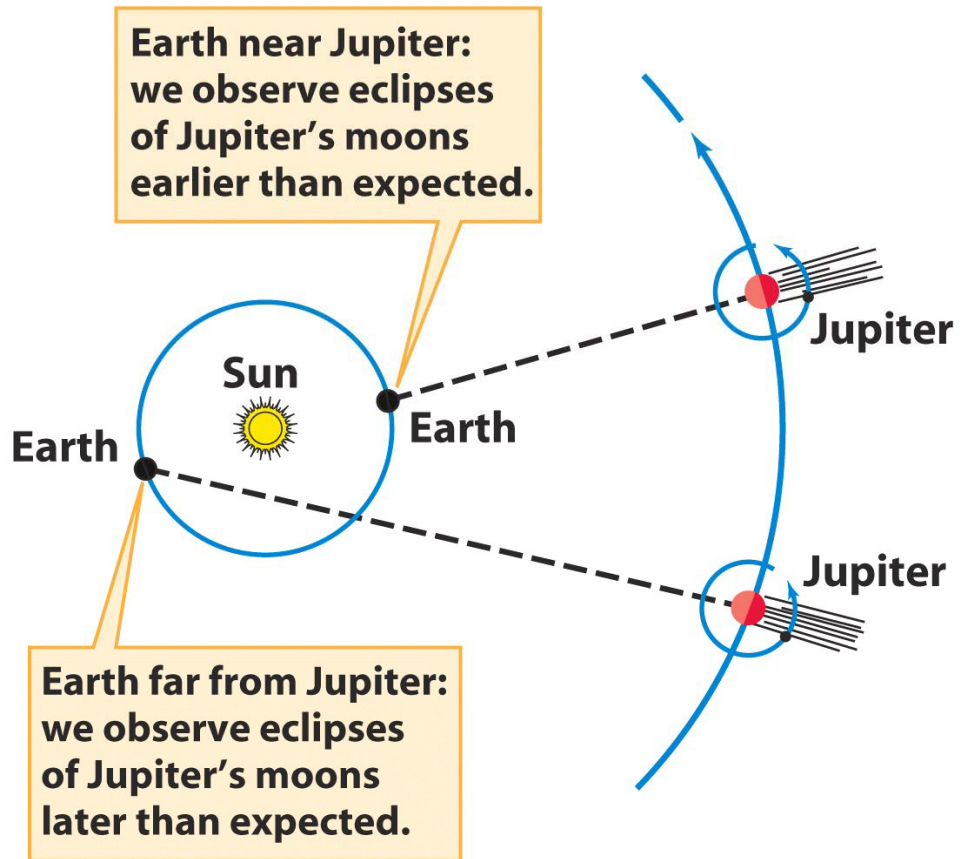 Earth near Jupiter:
we observe eclipses
of Jupiter’s moons
earlier than expected.
Jupiter
Sun
Earth
Earth
Jupiter
Earth far from Jupiter:
we observe eclipses
of Jupiter’s moons
later than expected.